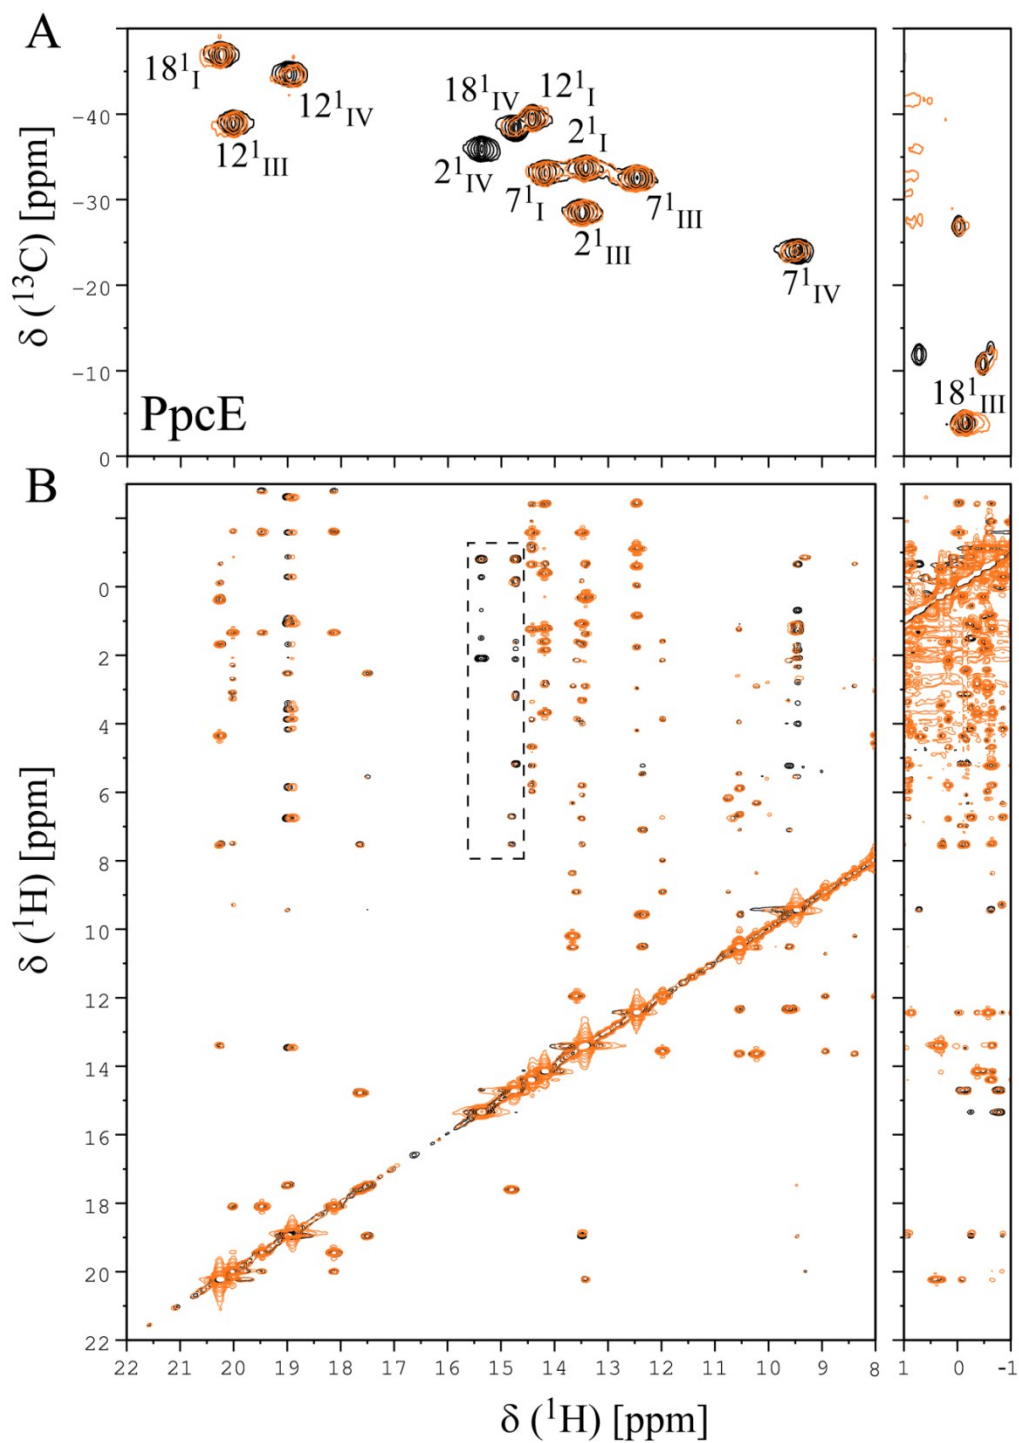 A
18¹I
12¹IV
12¹III
18¹IV
12¹I
2¹IV
2¹I
7¹I
7¹III
2¹III
7¹IV
18¹III
PpcE
δ (¹³C) [ppm]
-40
-30
-20
-10
0
B
δ (¹H) [ppm]
0
2
4
6
8
10
12
14
16
18
20
22
22 21 20 19 18 17 16 15 14 13 12 11 10 9 8 1 0 -1
δ (¹H) [ppm]